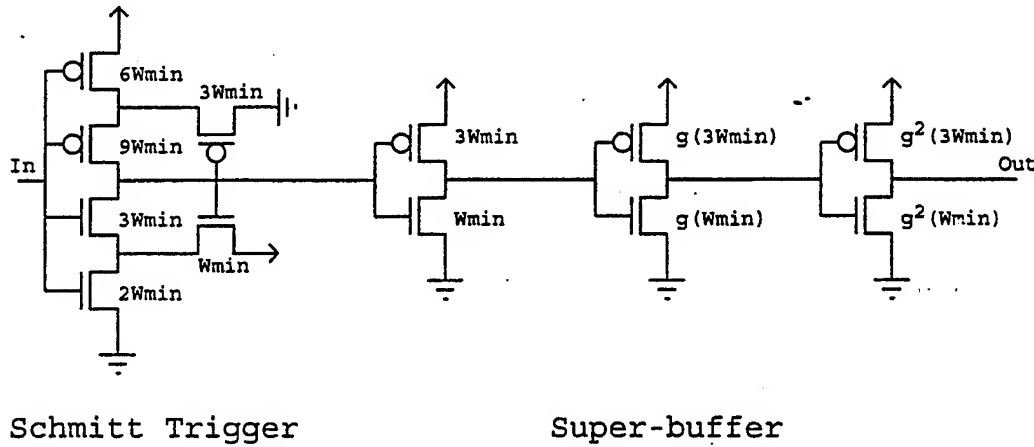 6Wmin
3Wmin
9Wmin
In
3Wmin
Wmin
2Wmin
3Wmin
Wmin
g(3Wmin)
g(Wmin)
g²(3Wmin)
Out
g²(Wmin)
Schmitt Trigger
Super-buffer